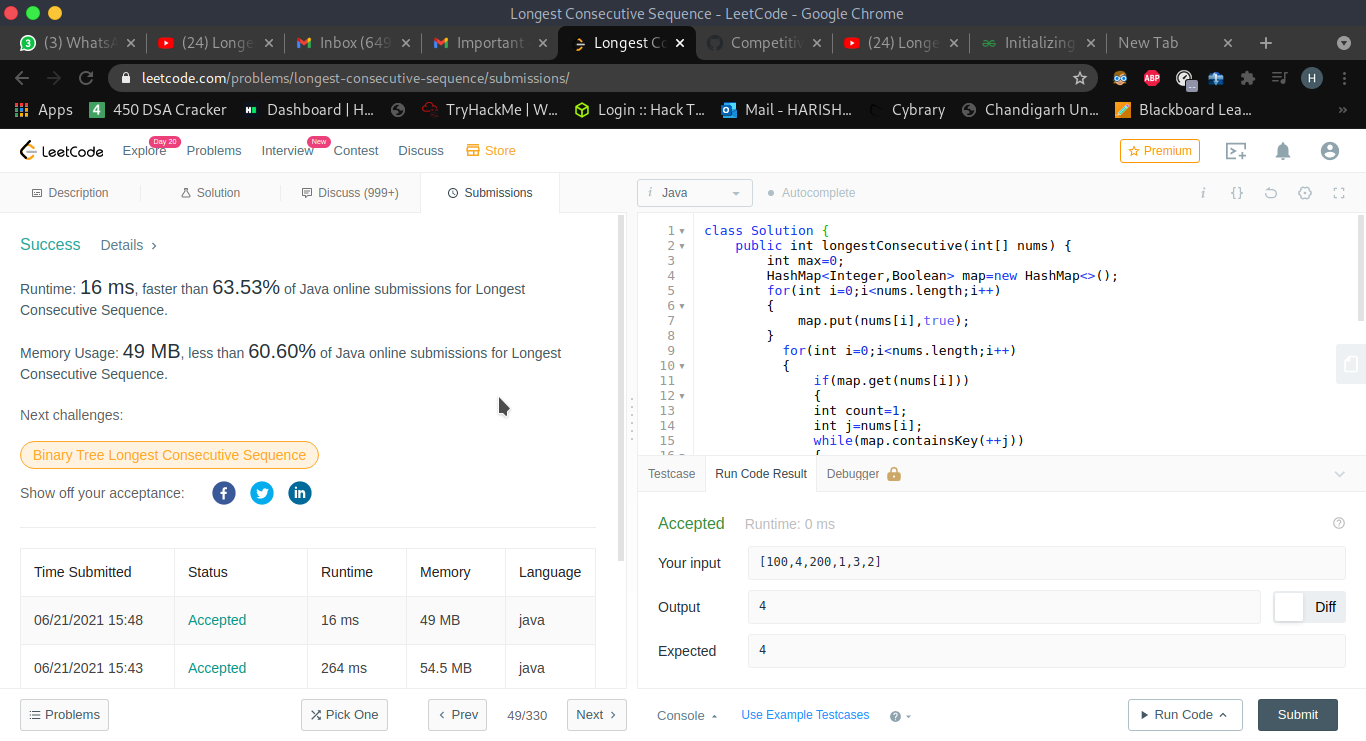 Longest Consecutive Sequence - LeetCode - Google Chrome
(3) WhatsA
(24) Longe
Inbox (649
Important
Longest Co
Competitiv
(24) Longe
Initializing
New Tab
leetcode.com/problems/longest-consecutive-sequence/submissions/
ABP
H
Apps
4 450 DSA Cracker
Dashboard | H...
TryHackMe | W...
Login :: Hack T...
Mail - HARISH...
Cybrary
Chandigarh Un...
Blackboard Lea...
»
LeetCode
Explore
Day 20
Problems
Interview
New
Contest
Discuss
Store
Premium
Description
Solution
Discuss (999+)
Submissions
i Java
Autocomplete
i {}
Success Details >
Runtime: 16 ms, faster than 63.53% of Java online submissions for Longest
Consecutive Sequence.
Memory Usage: 49 MB, less than 60.60% of Java online submissions for Longest
Consecutive Sequence.
Next challenges:
Binary Tree Longest Consecutive Sequence
Show off your acceptance:
Time Submitted Status Runtime Memory Language
06/21/2021 15:48 Accepted 16 ms 49 MB java
06/21/2021 15:43 Accepted 264 ms 54.5 MB java
1 class Solution {
2 public int longestConsecutive(int[] nums) {
3 int max=0;
4 HashMap<Integer,Boolean> map=new HashMap<>();
5 for(int i=0;i<nums.length;i++)
6 {
7 map.put(nums[i],true);
8 }
9 for(int i=0;i<nums.length;i++)
10 {
11 if(map.get(nums[i]))
12 {
13 int count=1;
14 int j=nums[i];
15 while(map.containsKey(++j))
16 {
Testcase
Run Code Result
Debugger
Accepted Runtime: 0 ms
Your input [100,4,200,1,3,2]
Output 4 Diff
Expected 4
Problems
Pick One
Prev
49/330
Next
Console
Use Example Testcases
Run Code
Submit